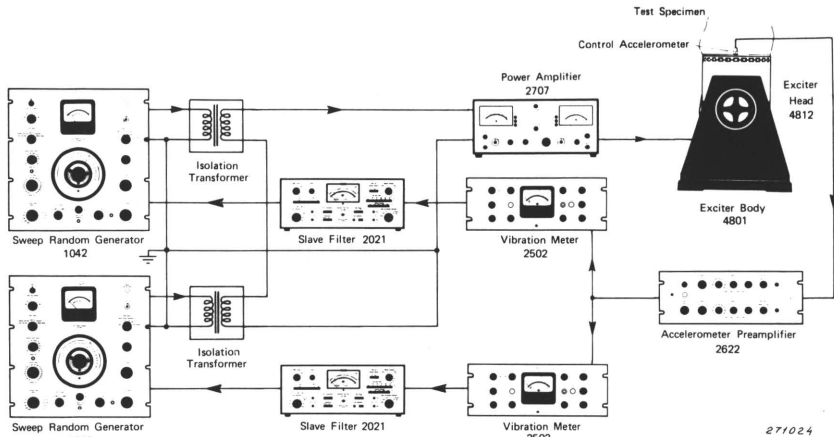 Test Specimen
Control Accelerometer
Power Amplifier
2707
Exciter
Head
4812
Isolation
Transformer
Exciter Body
4801
Sweep Random Generator
1042
Slave Filter 2021
Vibration Meter
2502
Isolation
Transformer
Accelerometer Preamplifier
2622
Sweep Random Generator
Slave Filter 2021
Vibration Meter
271024